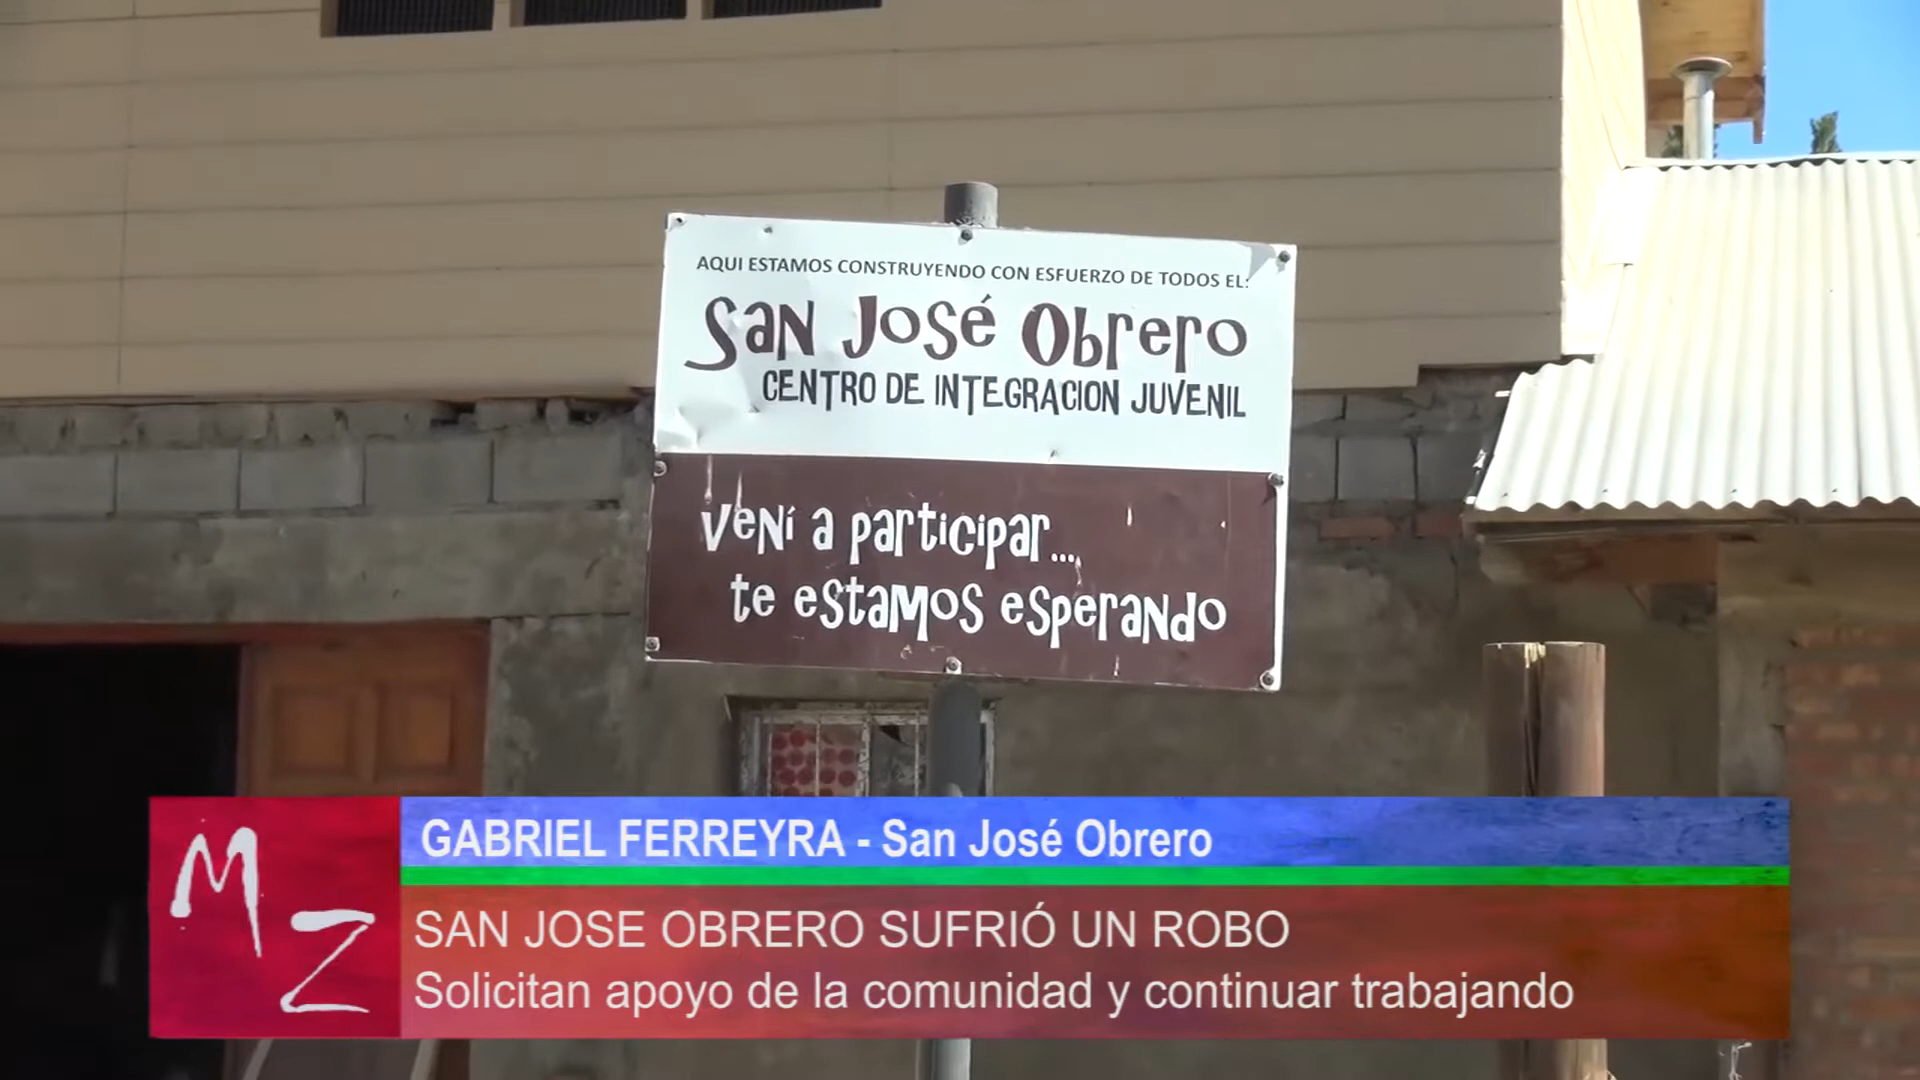 AQUI ESTAMOS CONSTRUYENDO CON ESFUERZO DE TODOS EL:
San José Obrero
CENTRO DE INTEGRACION JUVENIL
Vení a participar...
te estamos esperando
M
Z
GABRIEL FERREYRA - San José Obrero
SAN JOSE OBRERO SUFRIÓ UN ROBO
Solicitan apoyo de la comunidad y continuar trabajando